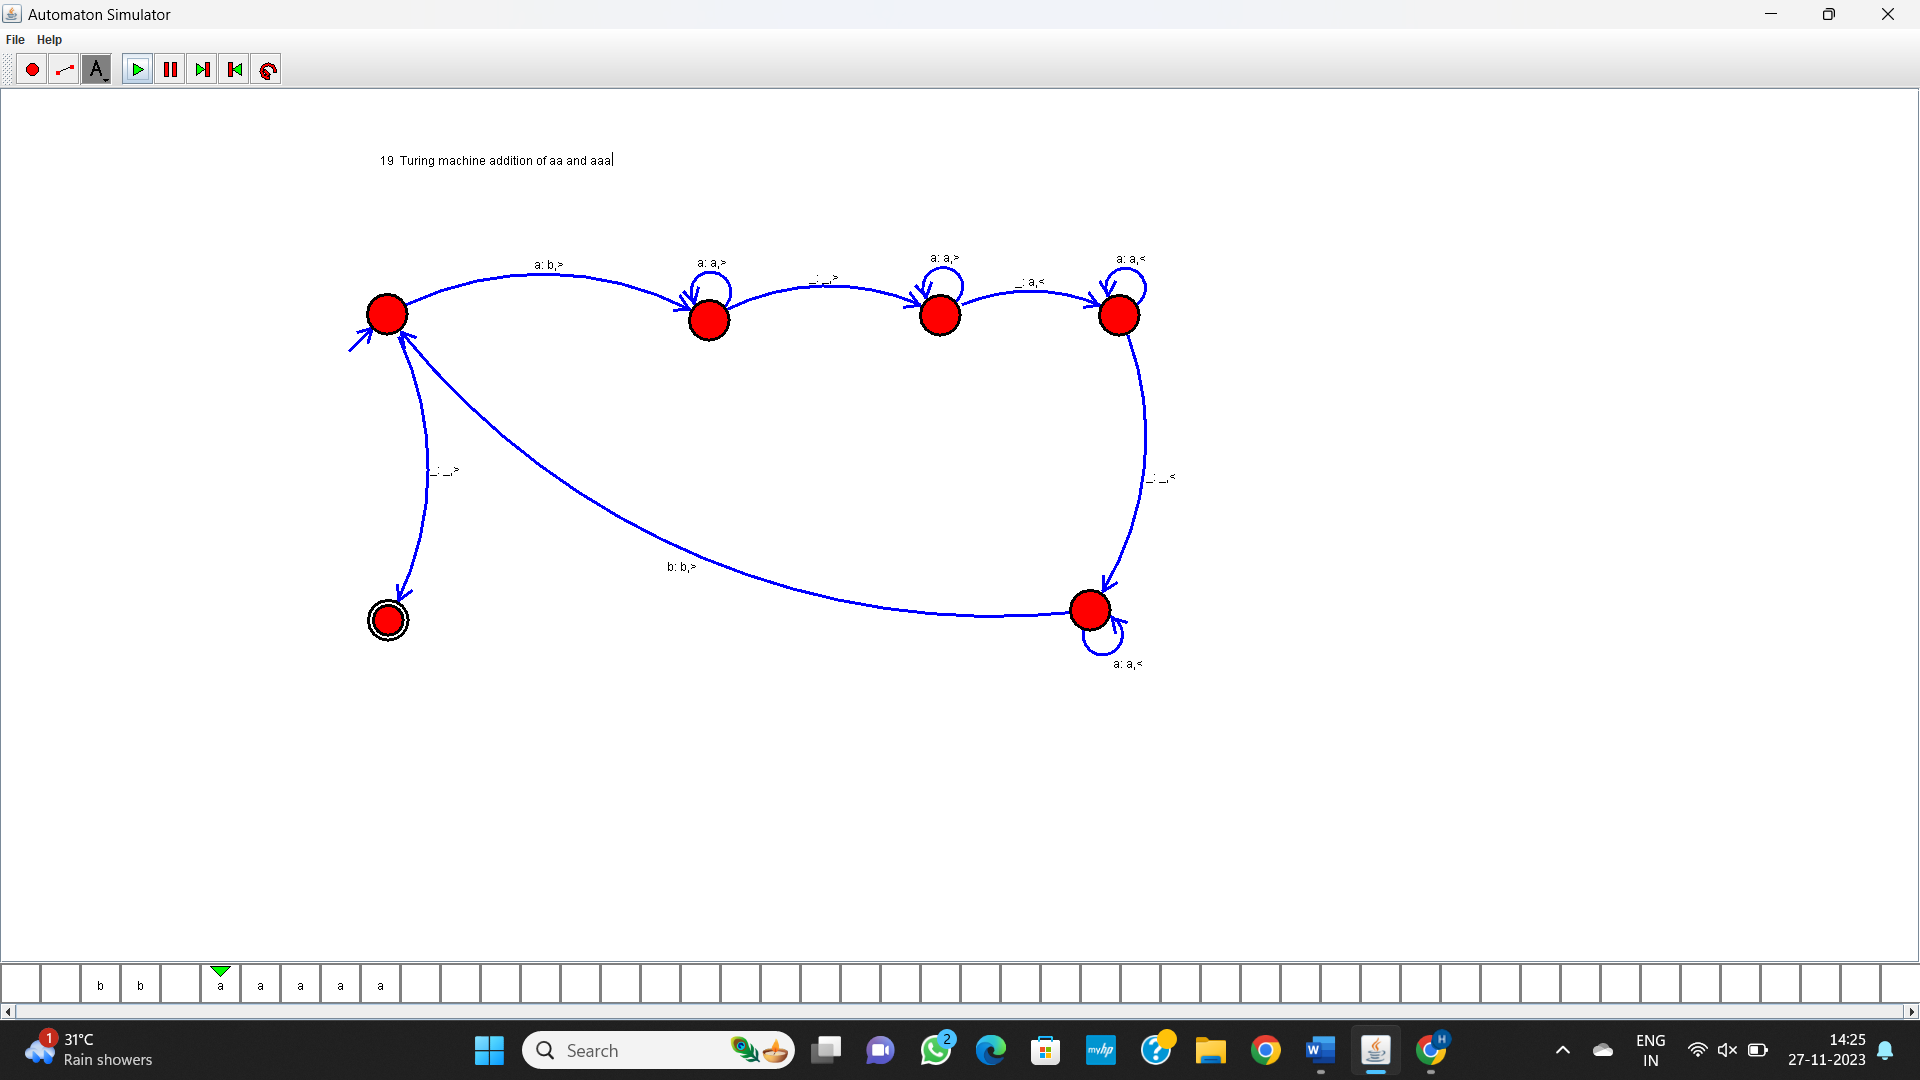 Automaton Simulator
File Help
A
19 Turing machine addition of aa and aaa
a: b,>
a: a,>
_: _,>
a: a,>
_: a,<
a: a,<
_: _,>
_: _,<
b: b,>
a: a,<
b b a a a a a
1
31°C
Rain showers
Search
2
myhp
?
W
H
ENG
IN
14:25
27-11-2023